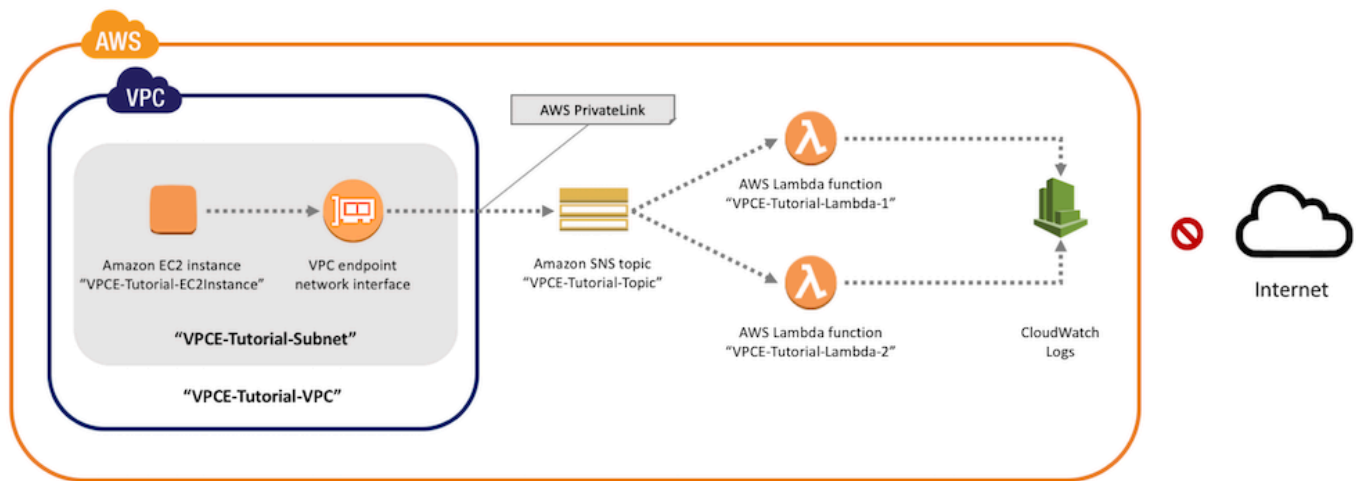 AWS
VPC
AWS PrivateLink
AWS Lambda function
“VPCE-Tutorial-Lambda-1”
Amazon EC2 instance
“VPCE-Tutorial-EC2Instance”
VPC endpoint
network interface
Amazon SNS topic
“VPCE-Tutorial-Topic”
Internet
“VPCE-Tutorial-Subnet”
AWS Lambda function
“VPCE-Tutorial-Lambda-2”
CloudWatch
Logs
“VPCE-Tutorial-VPC”